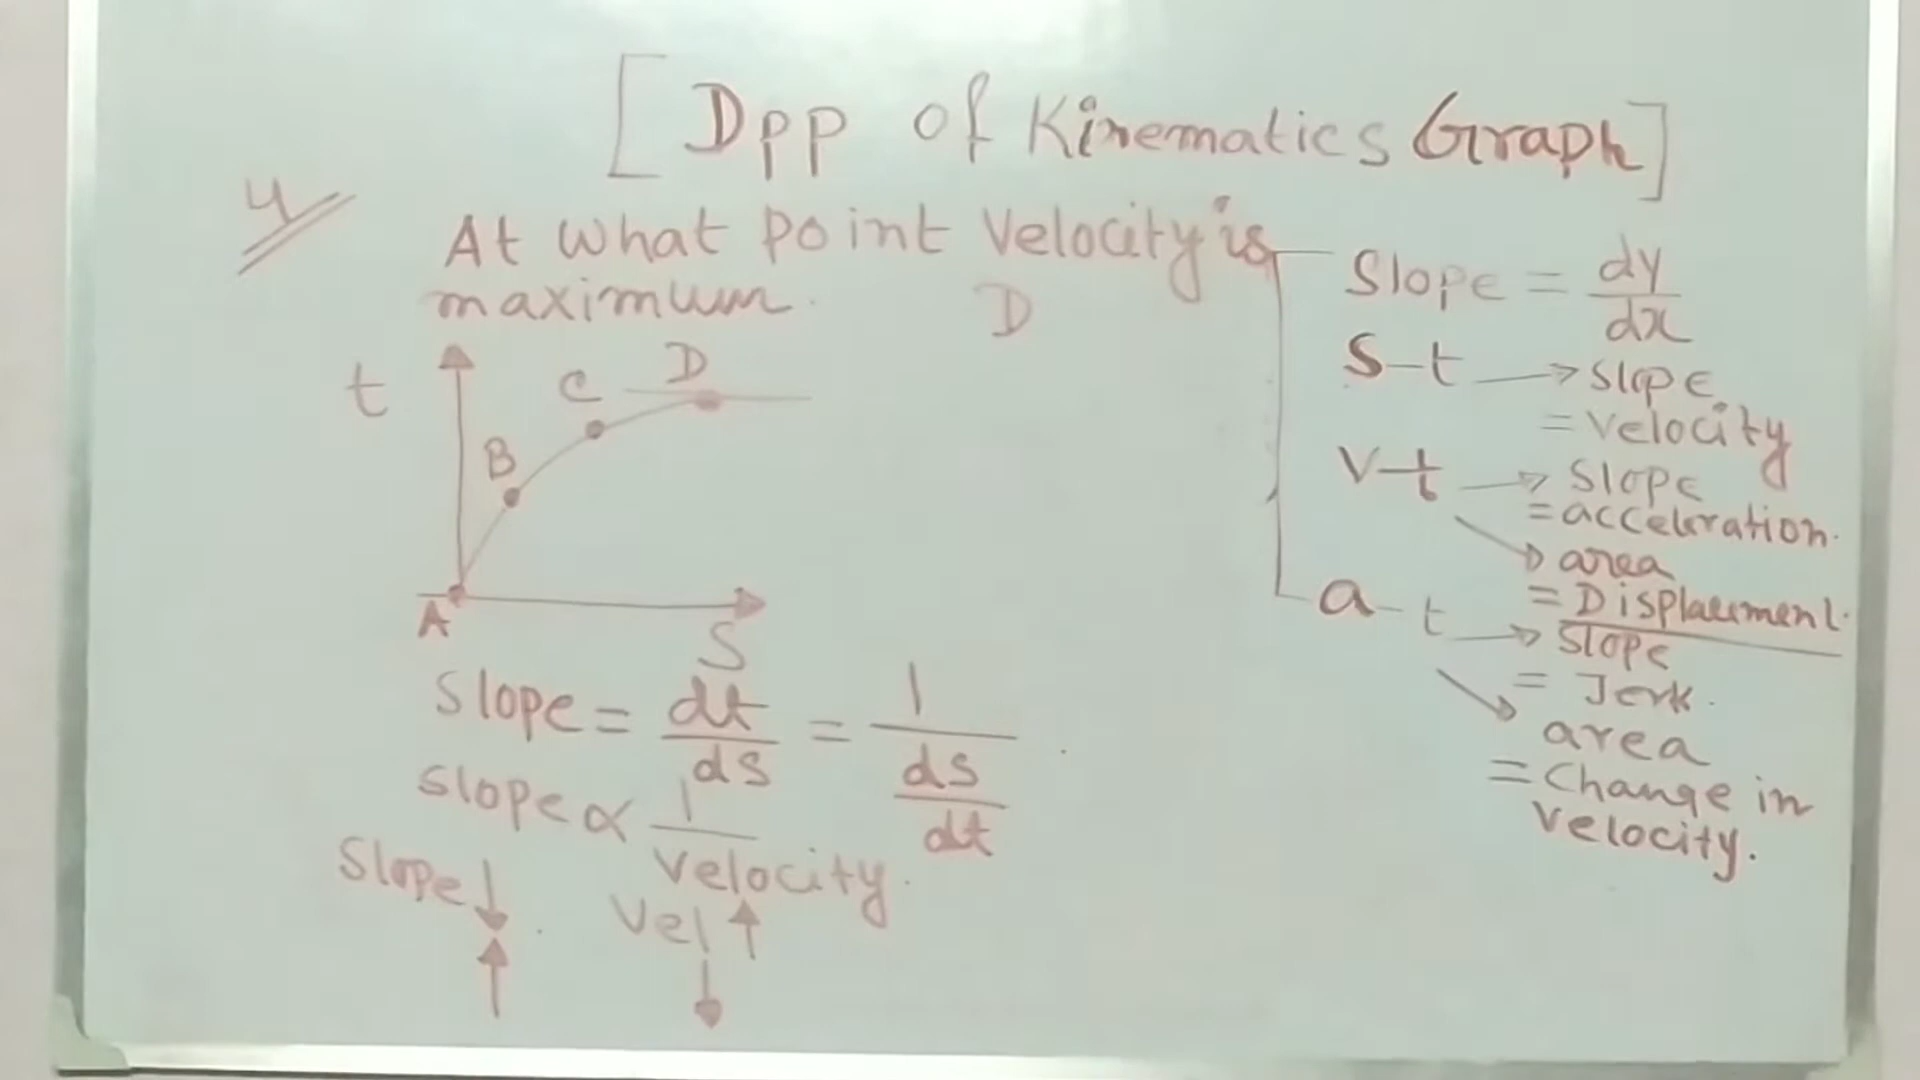 [Dpp of Kinematics Graph]
4
At what point velocity is
maximum. D
t
A
B
C
D
S
Slope = dt/ds = 1/(ds/dt)
Slope ∝ 1/velocity.
Slope ↓ Vel ↑
↑ ↓
Slope = dy/dx
S-t → slope
= velocity
v-t → slope
= acceleration.
→ area
= Displacement.
a-t → slope
= Jerk.
→ area
= Change in
velocity.